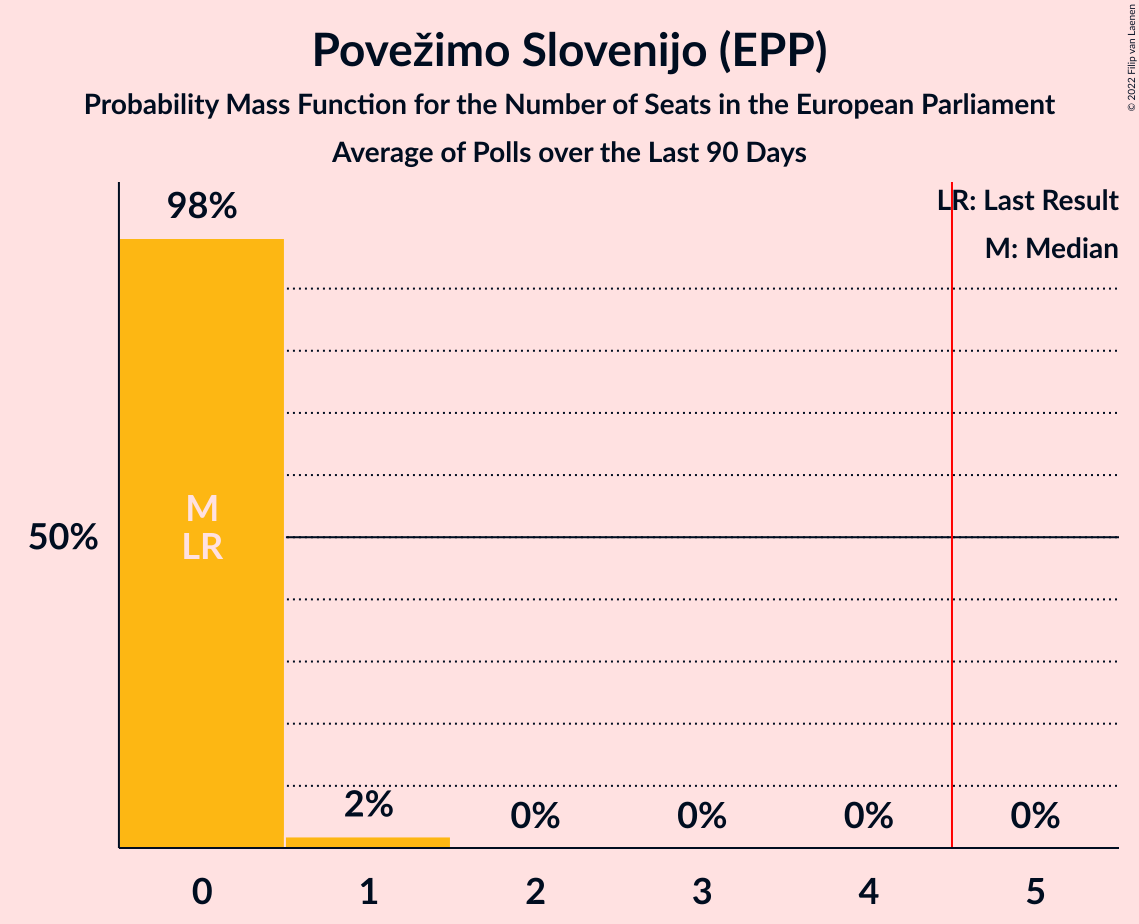 Povežimo Slovenijo (EPP)
Probability Mass Function for the Number of Seats in the European Parliament
Average of Polls over the Last 90 Days
© 2022 Filip van Laenen
LR: Last Result
M: Median
98%
M
LR
50%
2%
0%
0%
0%
0%
0
1
2
3
4
5